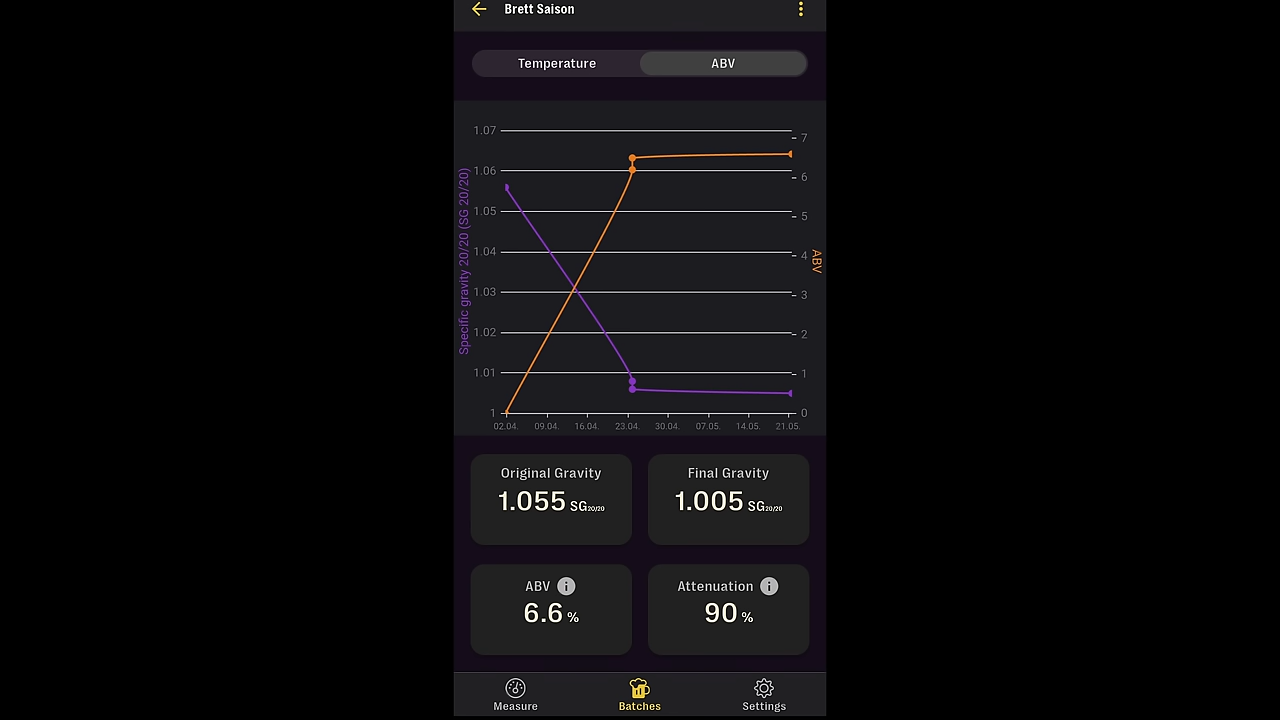 Brett Saison
Temperature ABV
1.07
1.06
1.05
1.04
1.03
1.02
1.01
1
Specific gravity 20/20 (SG 20/20)
7
6
5
4
3
2
1
0
ABV
02.04. 09.04. 16.04. 23.04. 30.04. 07.05. 14.05. 21.05.
Original Gravity
1.055 SG20/20
Final Gravity
1.005 SG20/20
ABV i
6.6 %
Attenuation i
90 %
Measure Batches Settings